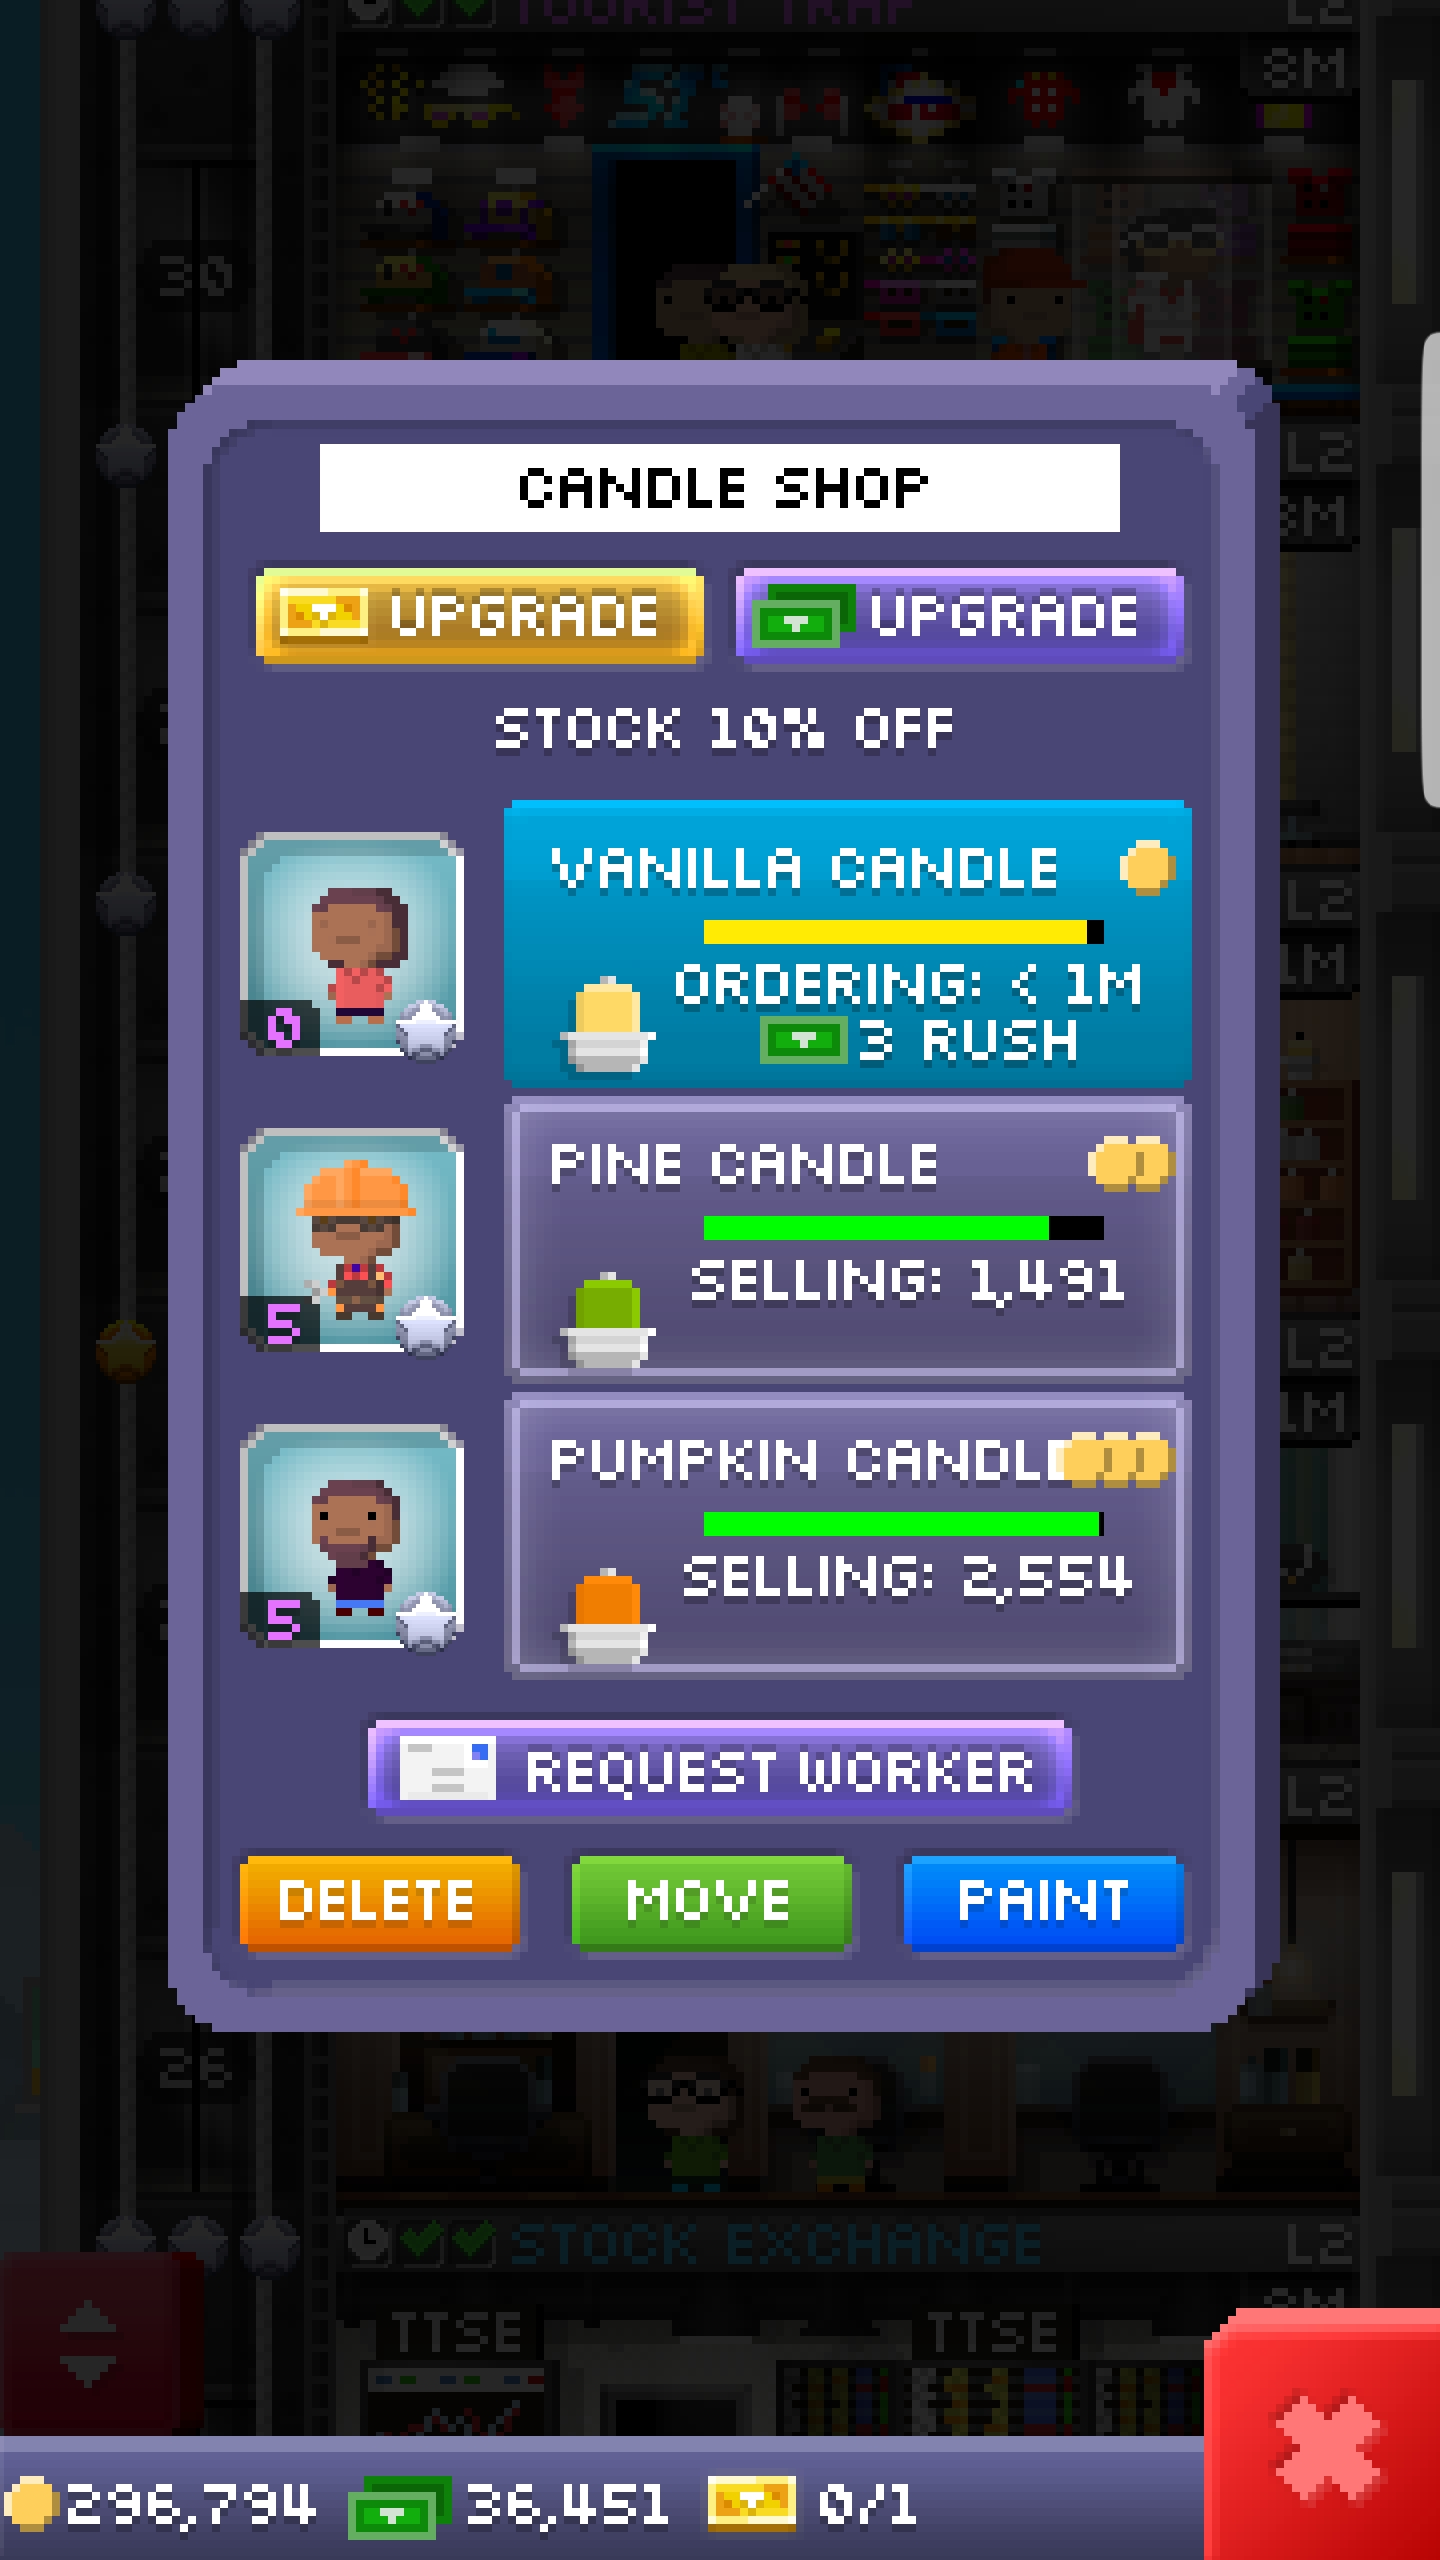 TOURIST TRAP
L2
8M
30
L2
8M
CANDLE SHOP
UPGRADE
UPGRADE
STOCK 10% OFF
VANILLA CANDLE
ORDERING: < 1M
3 RUSH
0
L2
1M
PINE CANDLE
SELLING: 1,491
5
L2
1M
PUMPKIN CANDLE
SELLING: 2,554
5
REQUEST WORKER
L2
DELETE
MOVE
PAINT
26
STOCK EXCHANGE
L2
TTSE
TTSE
296,794
36,451
0/1